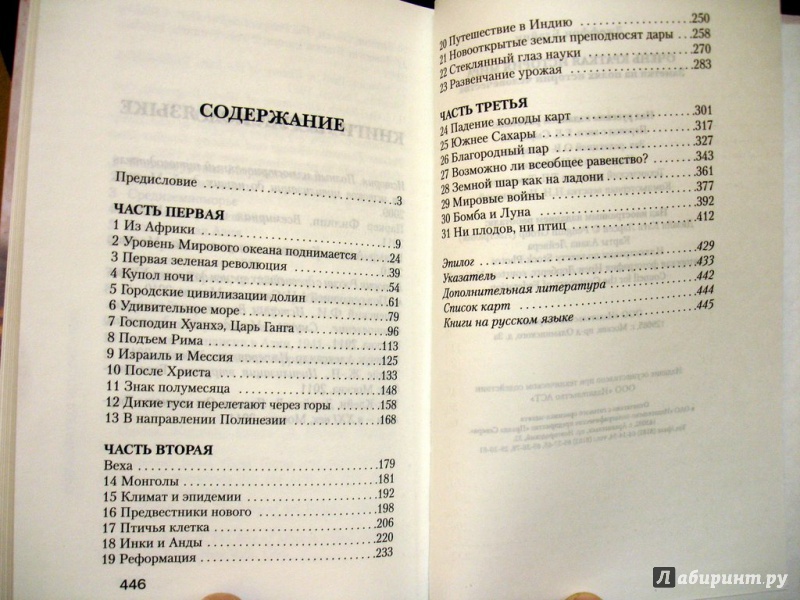 СОДЕРЖАНИЕ
Предисловие ........................ 3
ЧАСТЬ ПЕРВАЯ
1 Из Африки ........................ 9
2 Уровень Мирового океана поднимается ..... 24
3 Первая зеленая революция ................ 39
4 Купол ночи ........................ 54
5 Городские цивилизации долин ............. 61
6 Удивительное море ........................ 79
7 Господин Хуанхэ, Царь Ганга ............. 96
8 Подъем Рима ........................ 113
9 Израиль и Мессия ........................ 125
10 После Христа ........................ 133
11 Знак полумесяца ........................ 148
12 Дикие гуси перелетают через горы ....... 158
13 В направлении Полинезии ............. 168
ЧАСТЬ ВТОРАЯ
Веха ........................ 179
14 Монголы ........................ 181
15 Климат и эпидемии .................... 192
16 Предвестники нового .................. 198
17 Птичья клетка ........................ 206
18 Инки и Анды ........................ 220
19 Реформация ........................ 233
446
20 Путешествие в Индию .................. 250
21 Новооткрытые земли преподносят дары .. 258
22 Стеклянный глаз науки ................ 270
23 Развенчание урожая ................... 283
ЧАСТЬ ТРЕТЬЯ
24 Падение колоды карт .................. 301
25 Южнее Сахары ........................ 317
26 Благородный пар ...................... 327
27 Возможно ли всеобщее равенство? ...... 343
28 Земной шар как на ладони ............. 361
29 Мировые войны ........................ 377
30 Бомба и Луна ........................ 392
31 Ни плодов, ни птиц ................... 412
Эпилог ........................ 429
Указатель ........................ 433
Дополнительная литература ............... 442
Список карт ........................ 444
Книги на русском языке .................. 445
Лабиринт.ру